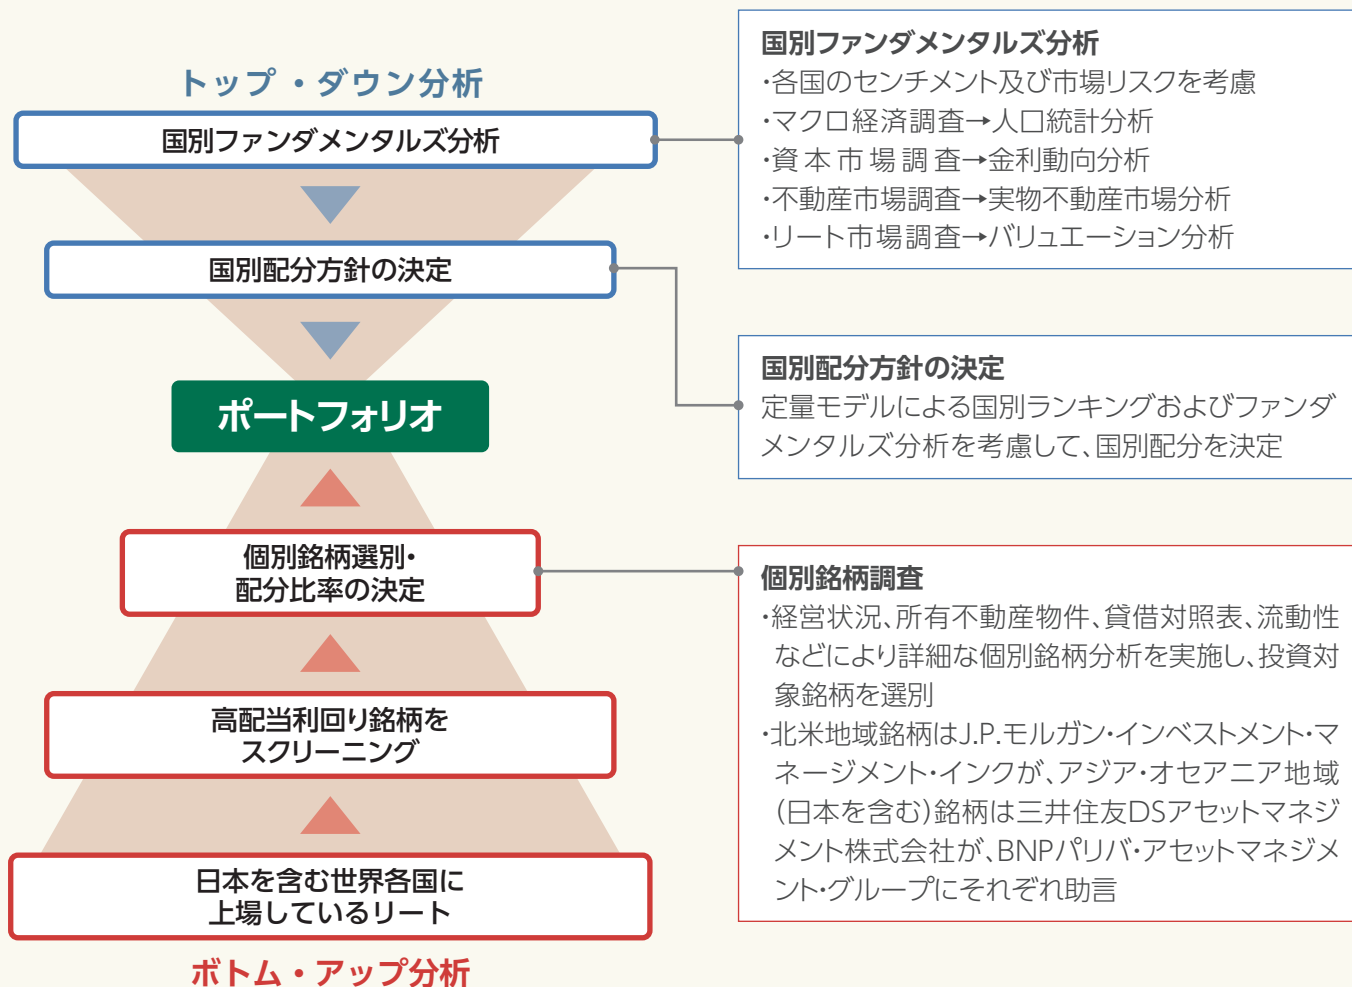 トップ・ダウン分析
国別ファンダメンタルズ分析
国別配分方針の決定
ポートフォリオ
個別銘柄選別・
配分比率の決定
高配当利回り銘柄を
スクリーニング
日本を含む世界各国に
上場しているリート
ボトム・アップ分析
国別ファンダメンタルズ分析
・各国のセンチメント及び市場リスクを考慮
・マクロ経済調査→人口統計分析
・資本市場調査→金利動向分析
・不動産市場調査→実物不動産市場分析
・リート市場調査→バリュエーション分析
国別配分方針の決定
定量モデルによる国別ランキングおよびファンダ
メンタルズ分析を考慮して、国別配分を決定
個別銘柄調査
・経営状況、所有不動産物件、貸借対照表、流動性
などにより詳細な個別銘柄分析を実施し、投資対
象銘柄を選別
・北米地域銘柄はJ.P.モルガン・インベストメント・マ
ネージメント・インクが、アジア・オセアニア地域
(日本を含む)銘柄は三井住友DSアセットマネジ
メント株式会社が、BNPパリバ・アセットマネジメ
ント・グループにそれぞれ助言